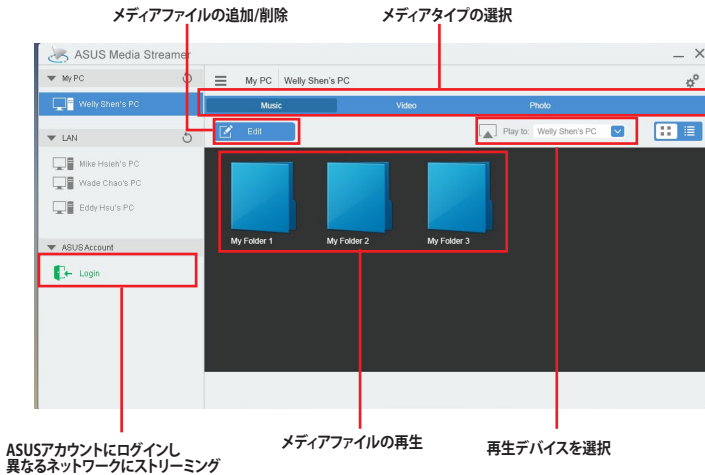 メディアファイルの追加/削除
メディアタイプの選択
ASUS Media Streamer
My PC
My PC Welly Shen's PC
Welly Shen's PC
Music Video Photo
Edit
Play to: Welly Shen's PC
LAN
Mike Hsieh's PC
Wade Chao's PC
Eddy Hsu's PC
My Folder 1 My Folder 2 My Folder 3
ASUS Account
Login
ASUSアカウントにログインし
異なるネットワークにストリーミング
メディアファイルの再生
再生デバイスを選択